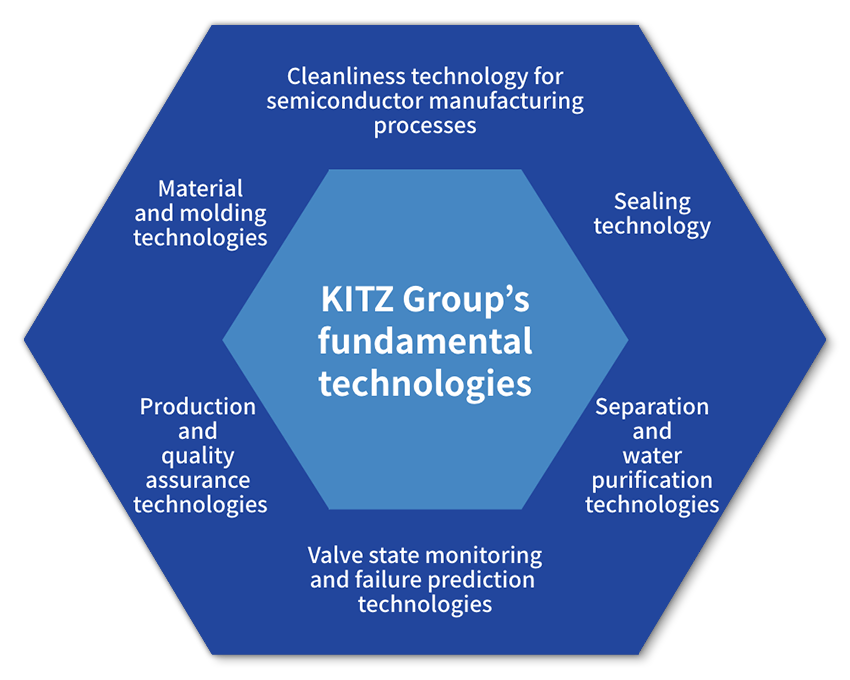 Cleanliness technology for
semiconductor manufacturing
processes
Material
and molding
technologies
Sealing
technology
KITZ Group’s
fundamental
technologies
Production
and
quality
assurance
technologies
Separation
and
water
purification
technologies
Valve state monitoring
and failure prediction
technologies